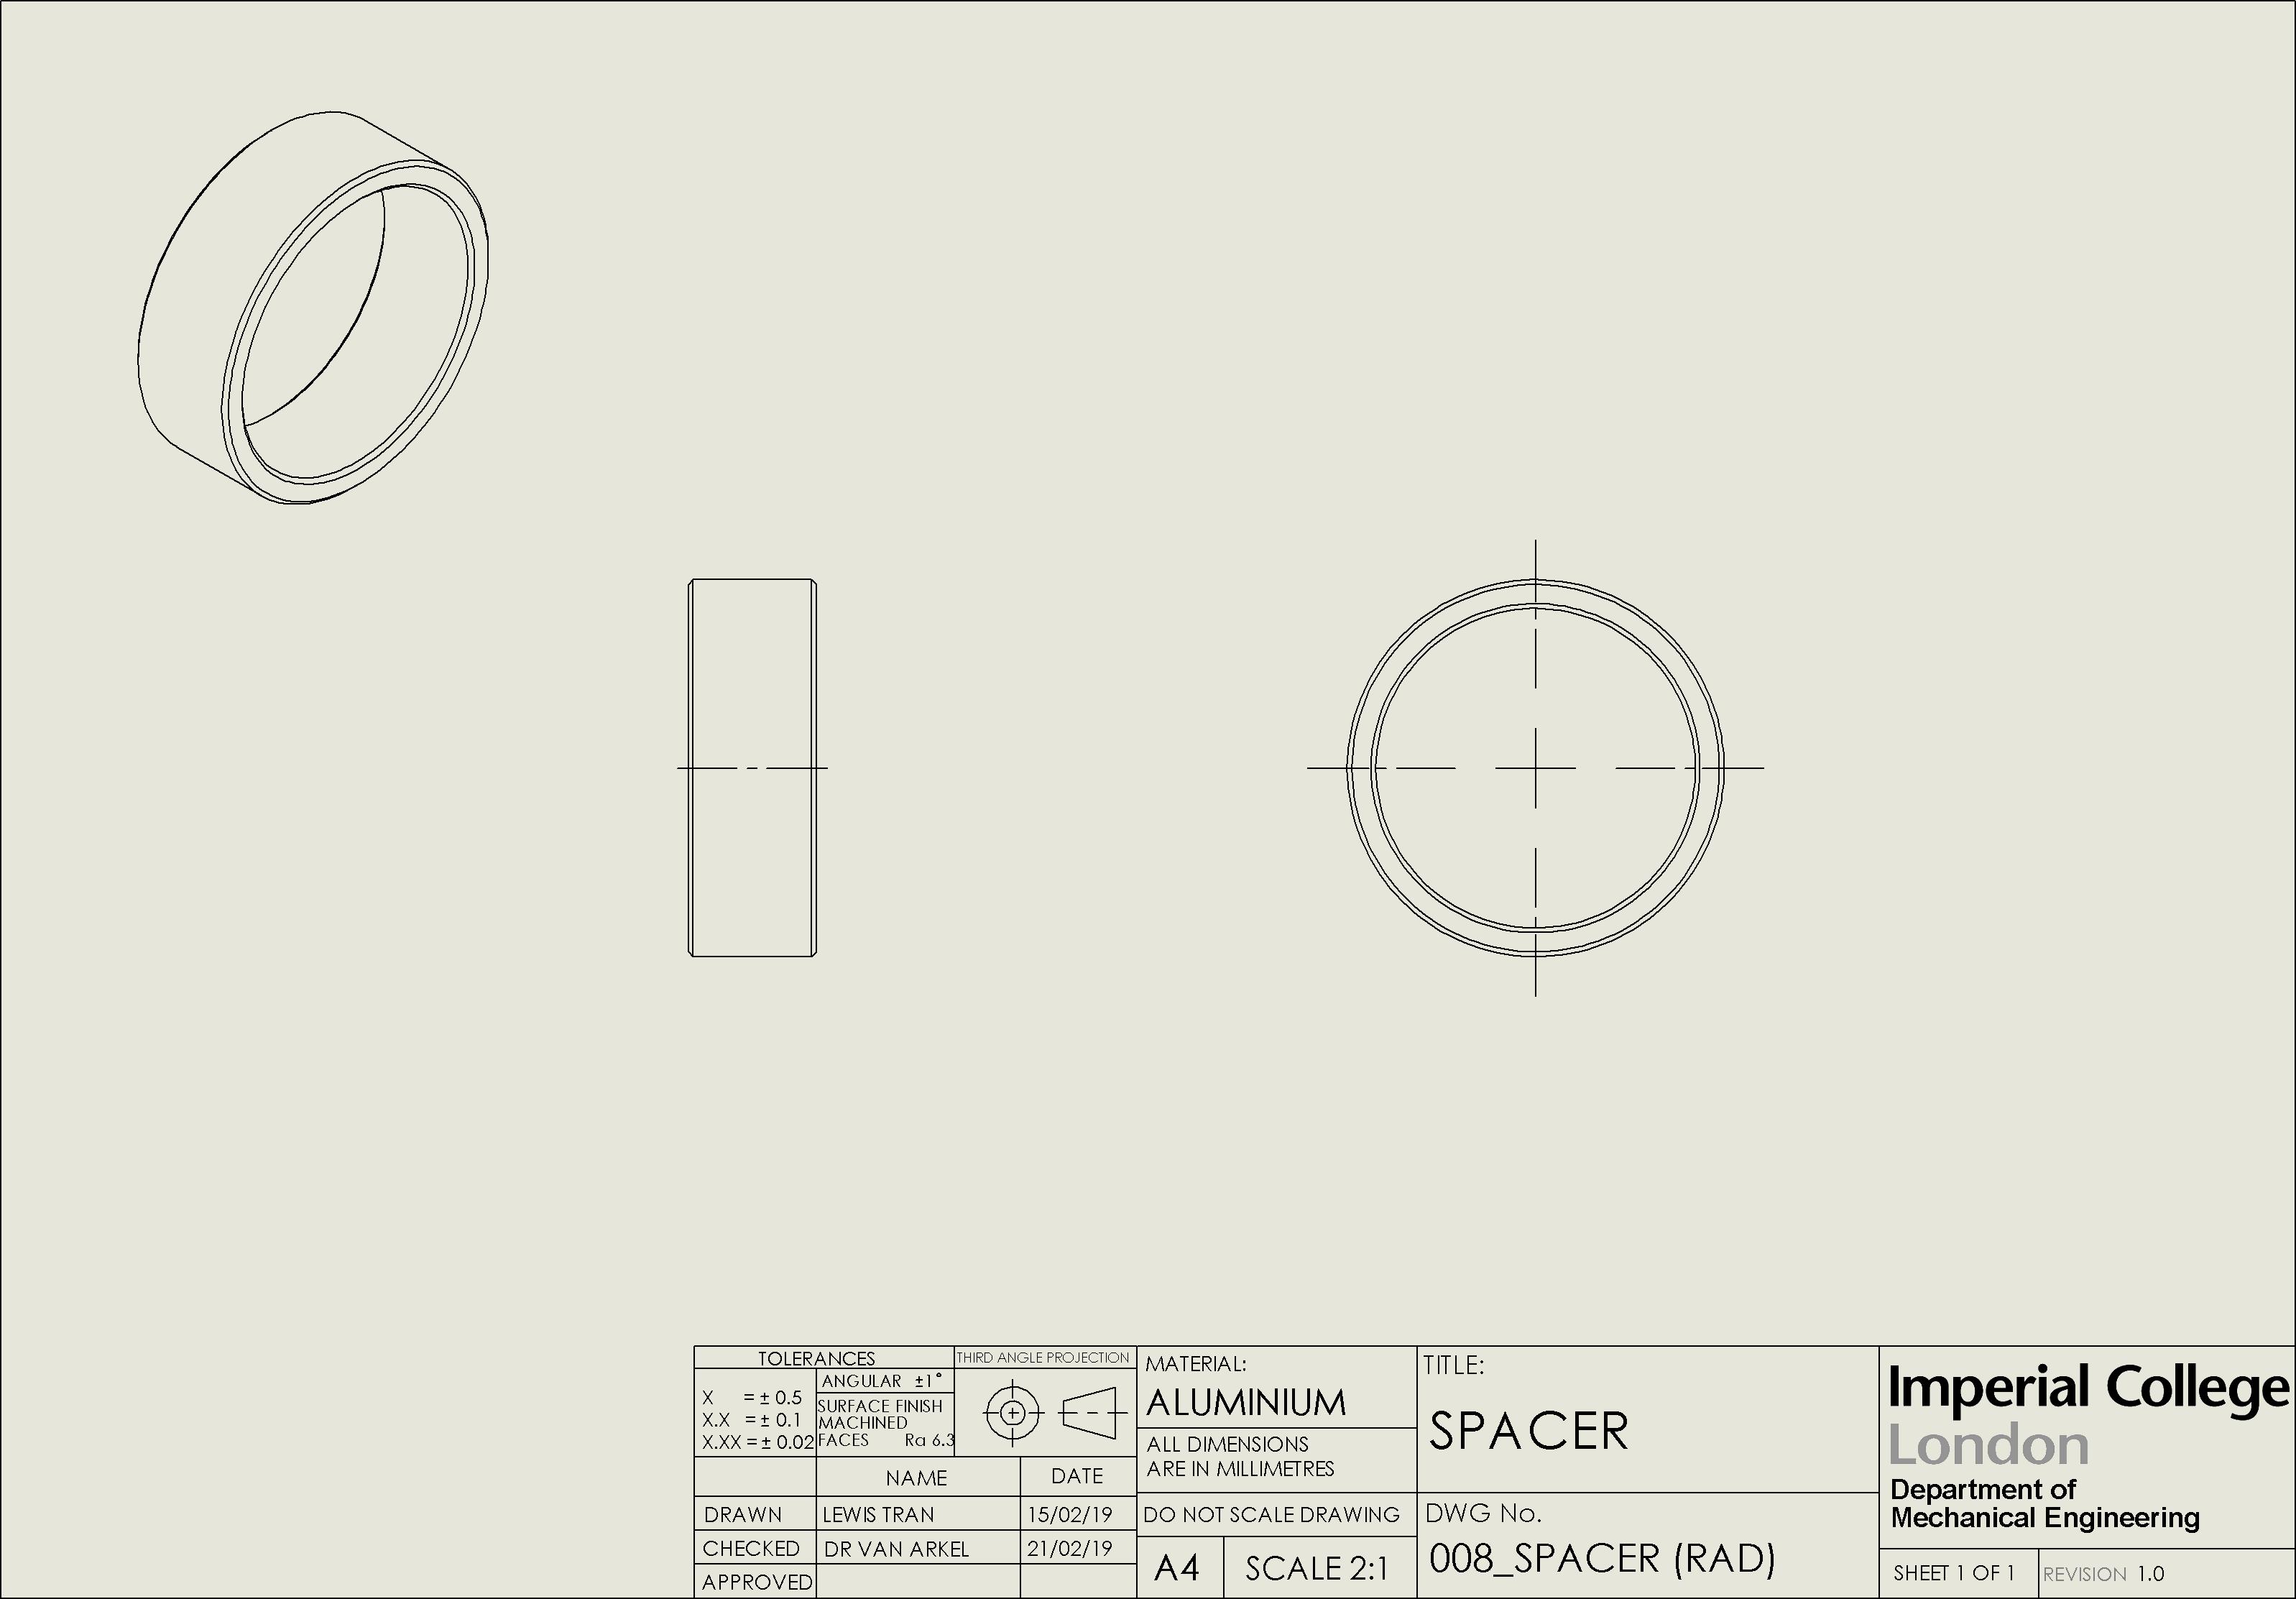 TOLERANCES
THIRD ANGLE PROJECTION
X = ± 0.5
X.X = ± 0.1
X.XX = ± 0.02
ANGULAR ±1°
SURFACE FINISH
MACHINED
FACES Ra 6.3
NAME DATE
DRAWN LEWIS TRAN 15/02/19
CHECKED DR VAN ARKEL 21/02/19
APPROVED
MATERIAL:
ALUMINIUM
ALL DIMENSIONS
ARE IN MILLIMETRES
DO NOT SCALE DRAWING
A4 SCALE 2:1
TITLE:
SPACER
DWG No.
008_SPACER (RAD)
Imperial College
London
Department of
Mechanical Engineering
SHEET 1 OF 1 REVISION 1.0